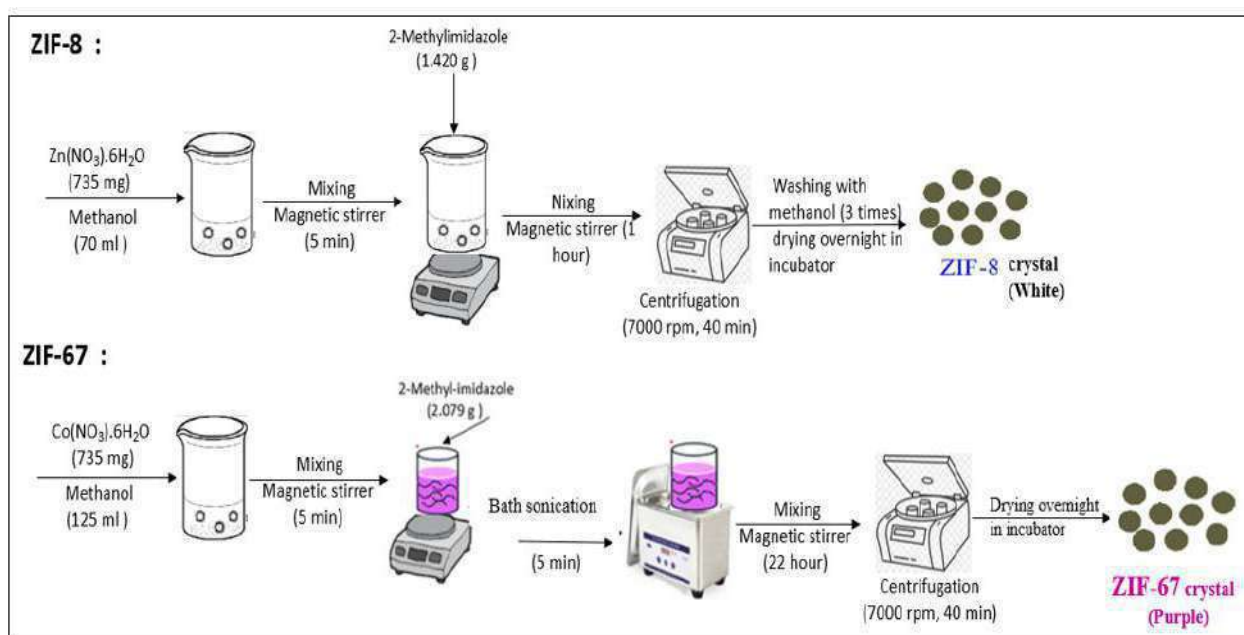 ZIF-8 :
2-Methylimidazole
(1.420 g )
Zn(NO₃).6H₂O
(735 mg)
Methanol
(70 ml )
Mixing
Magnetic stirrer
(5 min)
Nixing
Magnetic stirrer (1
hour)
Centrifugation
(7000 rpm, 40 min)
Washing with
methanol (3 times)
drying overnight in
incubator
ZIF-8 crystal
(White)
ZIF-67 :
2-Methyl-imidazole
(2.079 g )
Co(NO₃).6H₂O
(735 mg)
Methanol
(125 ml )
Mixing
Magnetic stirrer
(5 min)
Bath sonication
(5 min)
Mixing
Magnetic stirrer
(22 hour)
Centrifugation
(7000 rpm, 40 min)
Drying overnight
in incubator
ZIF-67 crystal
(Purple)